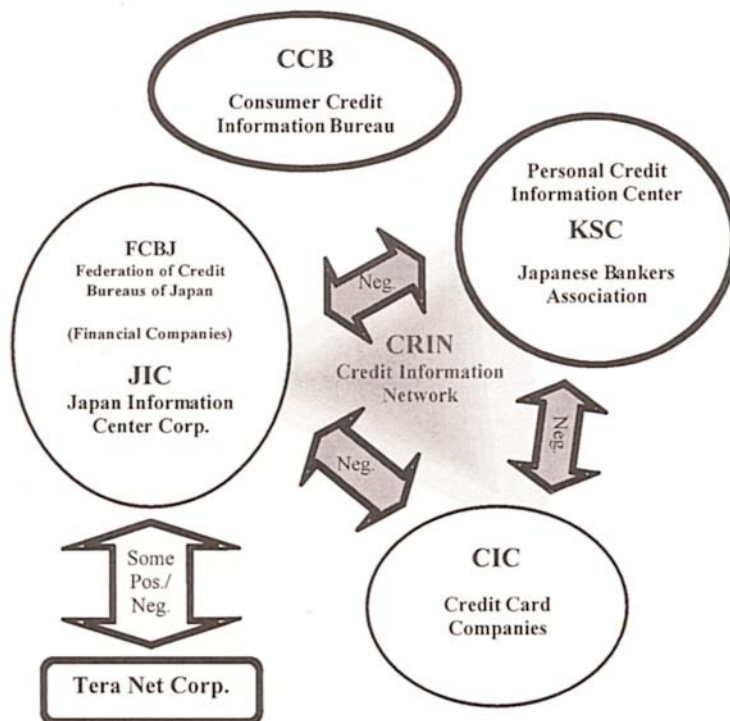 CCB
Consumer Credit
Information Bureau
Personal Credit
Information Center
KSC
Japanese Bankers
Association
FCBJ
Federation of Credit
Bureaus of Japan
(Financial Companies)
JIC
Japan Information
Center Corp.
Neg.
CRIN
Credit Information
Network
Neg.
Neg.
CIC
Credit Card
Companies
Some
Pos./
Neg.
Tera Net Corp.